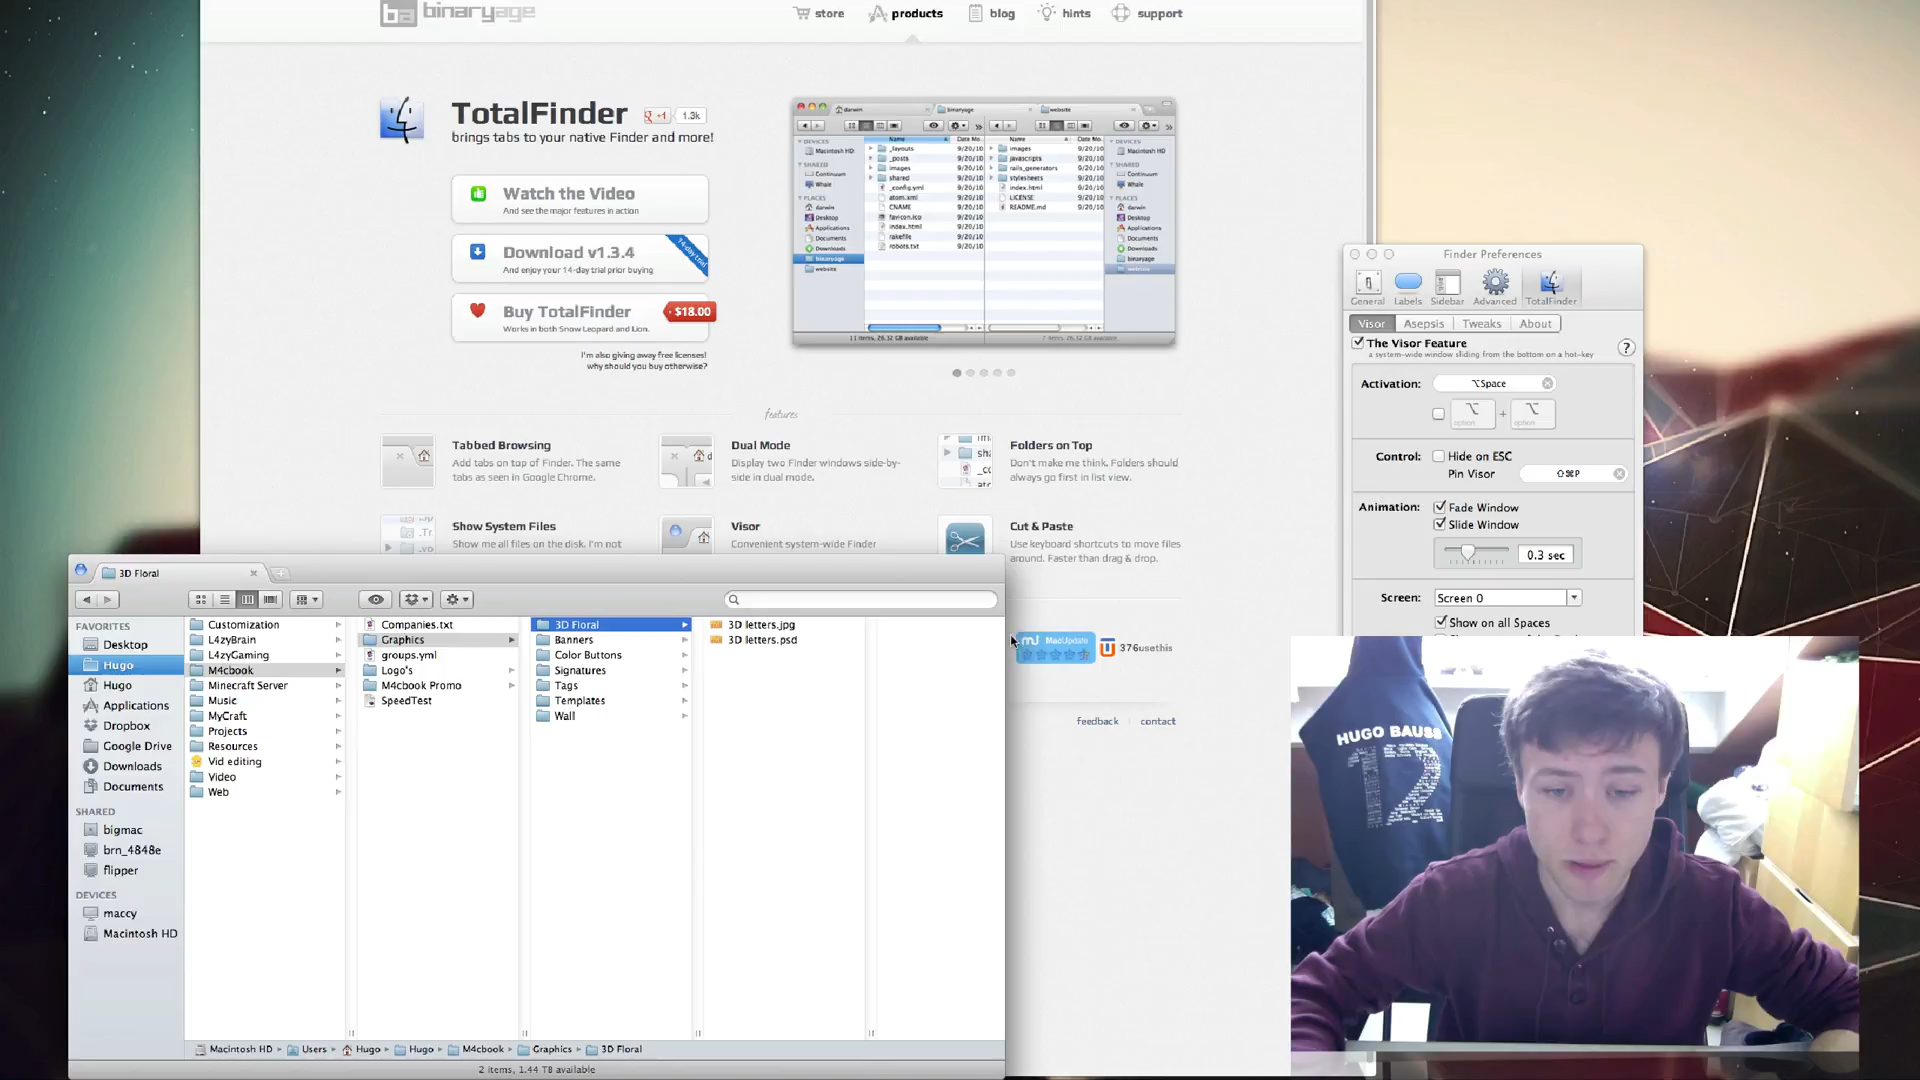 binaryage
store
products
blog
hints
support
TotalFinder
+1
1.3k
brings tabs to your native Finder and more!
Watch the Video
And see the major features in action
Download v1.3.4
And enjoy your 14-day trial prior buying
14-day trial
Buy TotalFinder
$18.00
Works in both Snow Leopard and Lion.
I'm also giving away free licenses!
why should you buy otherwise?
features
Tabbed Browsing
Add tabs on top of Finder. The same
tabs as seen in Google Chrome.
Dual Mode
Display two Finder windows side-by-
side in dual mode.
Folders on Top
Don't make me think. Folders should
always go first in list view.
Show System Files
Show me all files on the disk. I'm not
Visor
Convenient system-wide Finder
Cut & Paste
Use keyboard shortcuts to move files
around. Faster than drag & drop.
MacUpdate
376usethis
feedback
contact
Finder Preferences
General
Labels
Sidebar
Advanced
TotalFinder
Visor
Asepsis
Tweaks
About
The Visor Feature
a system-wide window sliding from the bottom on a hot-key
?
Activation:
⌥Space
option
+
option
Control:
Hide on ESC
Pin Visor
⇧⌘P
Animation:
Fade Window
Slide Window
0.3 sec
Screen:
Screen 0
Show on all Spaces
3D Floral
FAVORITES
Desktop
Hugo
Hugo
Applications
Dropbox
Google Drive
Downloads
Documents
SHARED
bigmac
brn_4848e
flipper
DEVICES
maccy
Macintosh HD
Customization
L4zyBrain
L4zyGaming
M4cbook
Minecraft Server
Music
MyCraft
Projects
Resources
Vid editing
Video
Web
Companies.txt
Graphics
groups.yml
Logo's
M4cbook Promo
SpeedTest
3D Floral
Banners
Color Buttons
Signatures
Tags
Templates
Wall
3D letters.jpg
3D letters.psd
Macintosh HD
Users
Hugo
Hugo
M4cbook
Graphics
3D Floral
2 items, 1.44 TB available
HUGO BAUSS
12